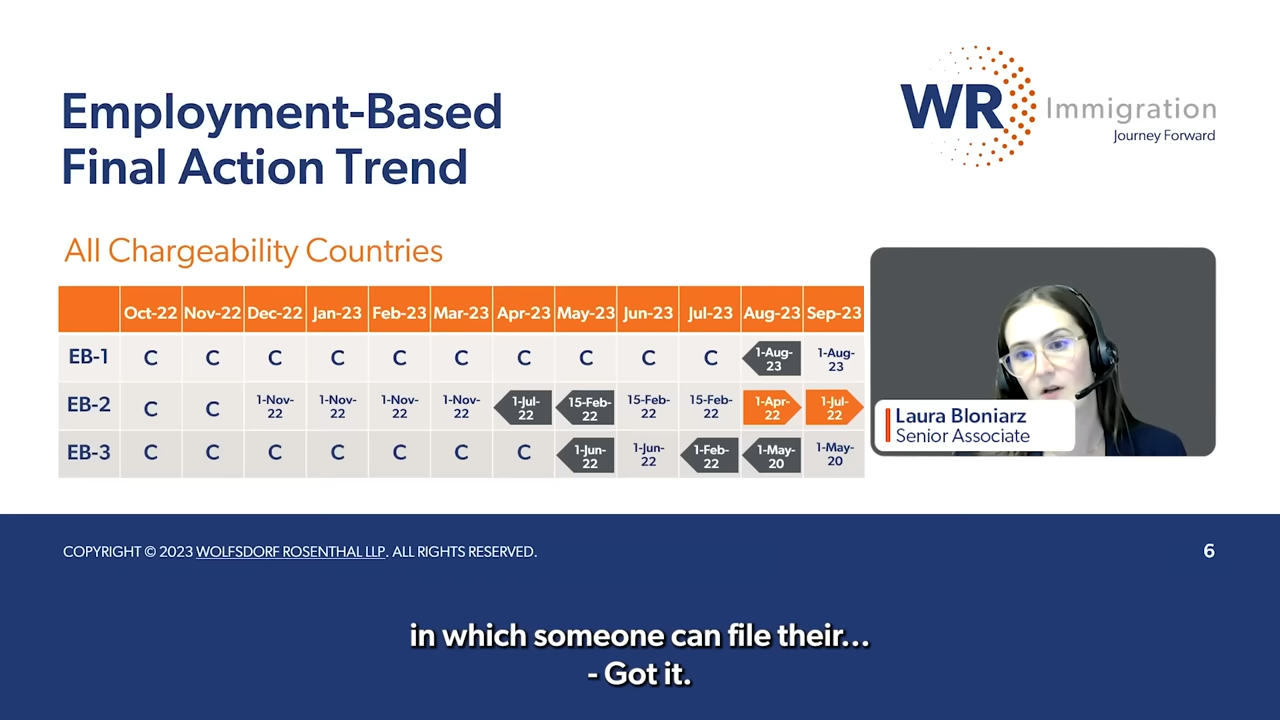 Employment-Based
Final Action Trend
WR Immigration
Journey Forward
All Chargeability Countries
Oct-22 Nov-22 Dec-22 Jan-23 Feb-23 Mar-23 Apr-23 May-23 Jun-23 Jul-23 Aug-23 Sep-23
EB-1 C C C C C C C C C C 1-Aug-23 1-Aug-23
EB-2 C C 1-Nov-22 1-Nov-22 1-Nov-22 1-Nov-22 1-Jul-22 15-Feb-22 15-Feb-22 15-Feb-22 1-Apr-22 1-Jul-22
EB-3 C C C C C C C 1-Jun-22 1-Jun-22 1-Feb-22 1-May-20 1-May-20
Laura Bloniarz
Senior Associate
COPYRIGHT © 2023 WOLFSDORF ROSENTHAL LLP. ALL RIGHTS RESERVED.
6
in which someone can file their...
- Got it.